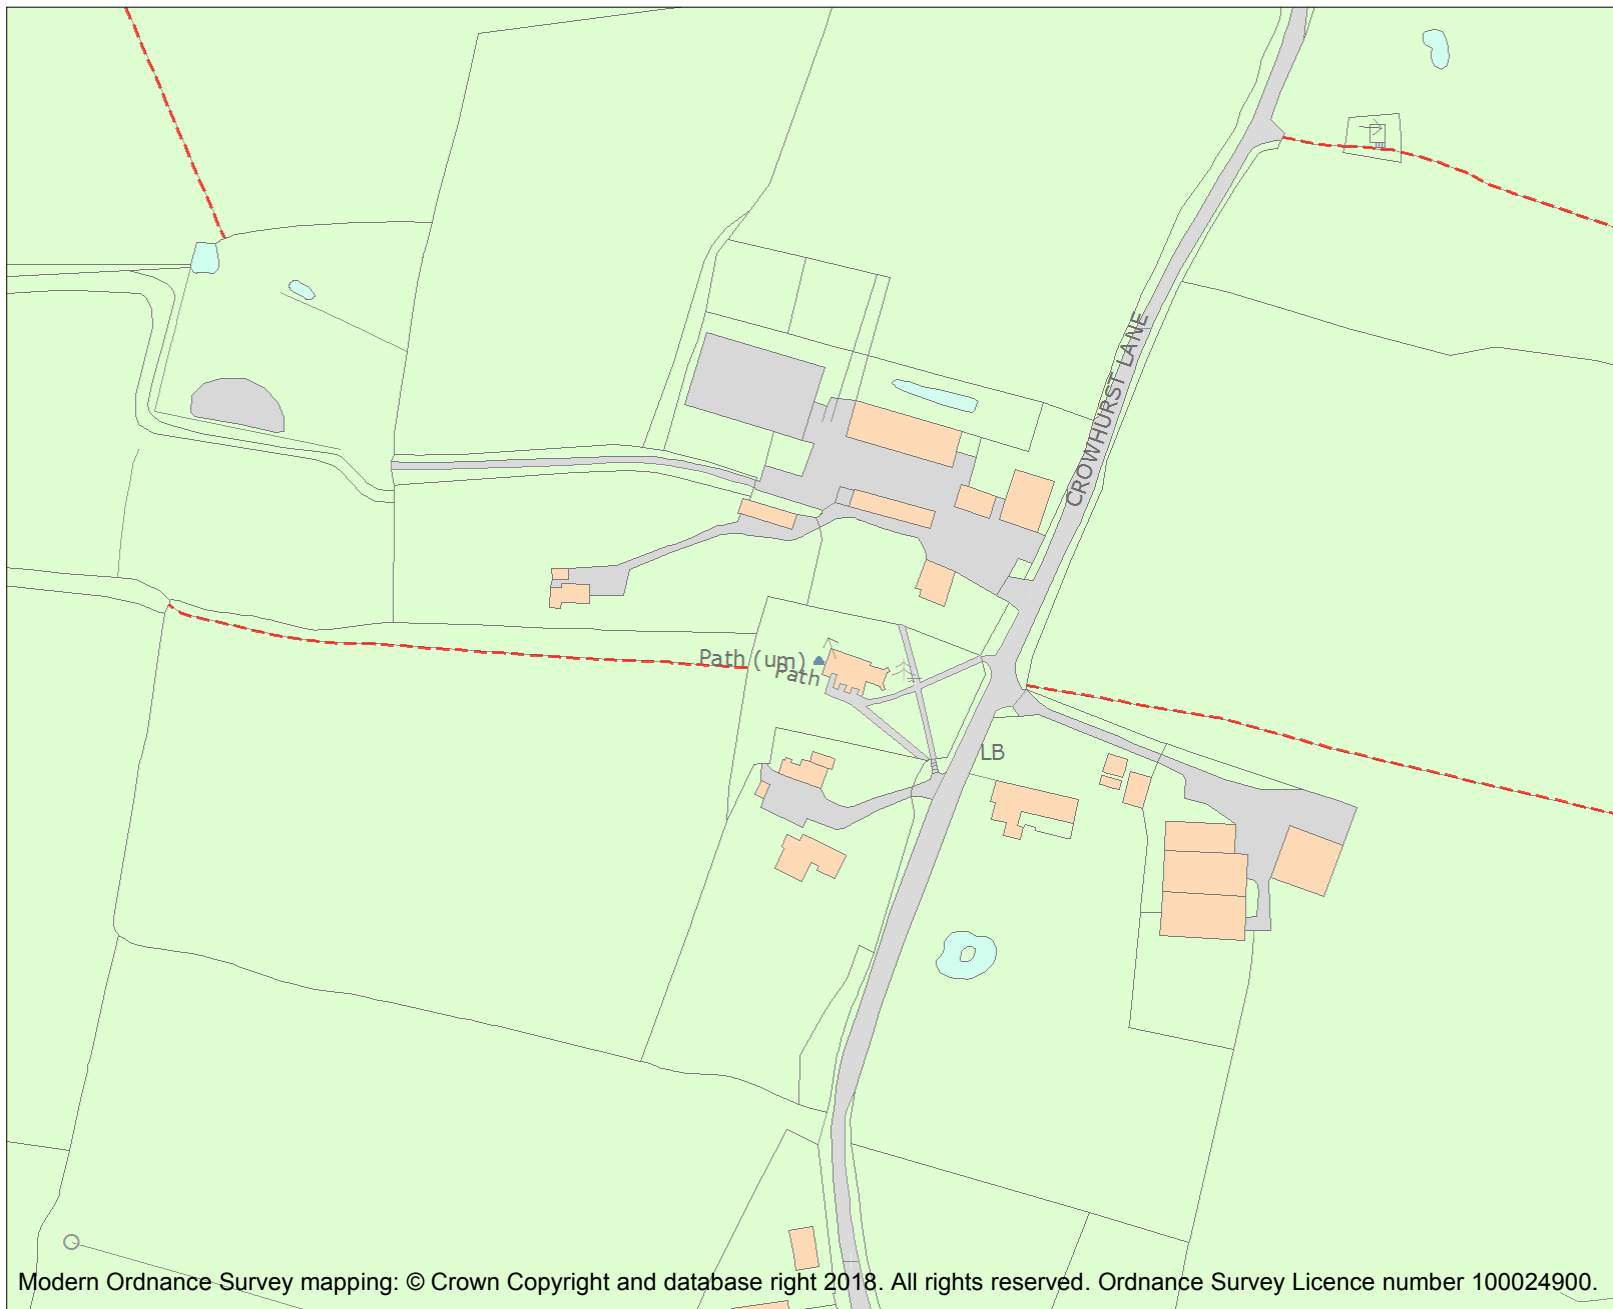 CROWHURST LANE
Path (um)
Path
LB
Modern Ordnance Survey mapping: © Crown Copyright and database right 2018. All rights reserved. Ordnance Survey Licence number 100024900.